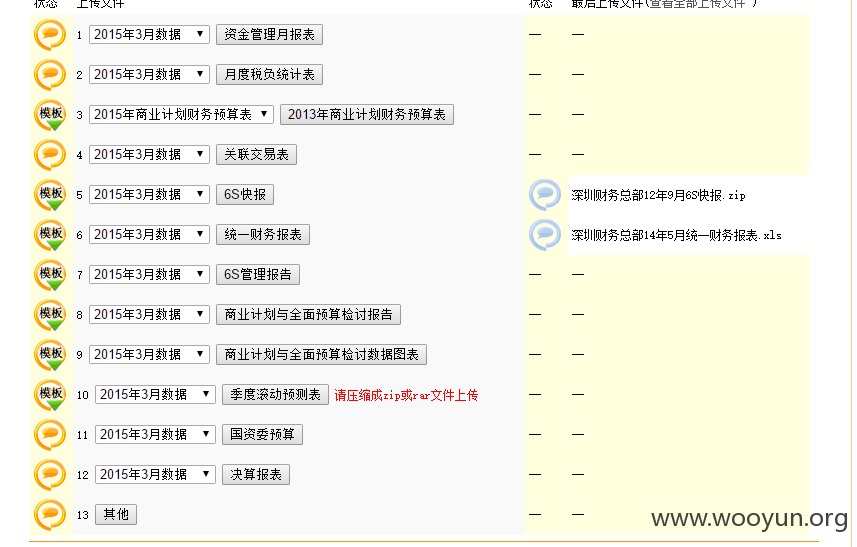 状态 上传文件 状态 最后上传文件(查看全部上传文件 )
1 2015年3月数据 资金管理月报表 — —
2 2015年3月数据 月度税负统计表 — —
模板 3 2015年商业计划财务预算表 2013年商业计划财务预算表 — —
4 2015年3月数据 关联交易表 — —
模板 5 2015年3月数据 6S快报 深圳财务总部12年9月6S快报.zip
模板 6 2015年3月数据 统一财务报表 深圳财务总部14年5月统一财务报表.xls
模板 7 2015年3月数据 6S管理报告 — —
模板 8 2015年3月数据 商业计划与全面预算检讨报告 — —
模板 9 2015年3月数据 商业计划与全面预算检讨数据图表 — —
模板 10 2015年3月数据 季度滚动预测表 请压缩成zip或rar文件上传 — —
11 2015年3月数据 国资委预算 — —
12 2015年3月数据 决算报表 — —
13 其他 — —
www.wooyun.org